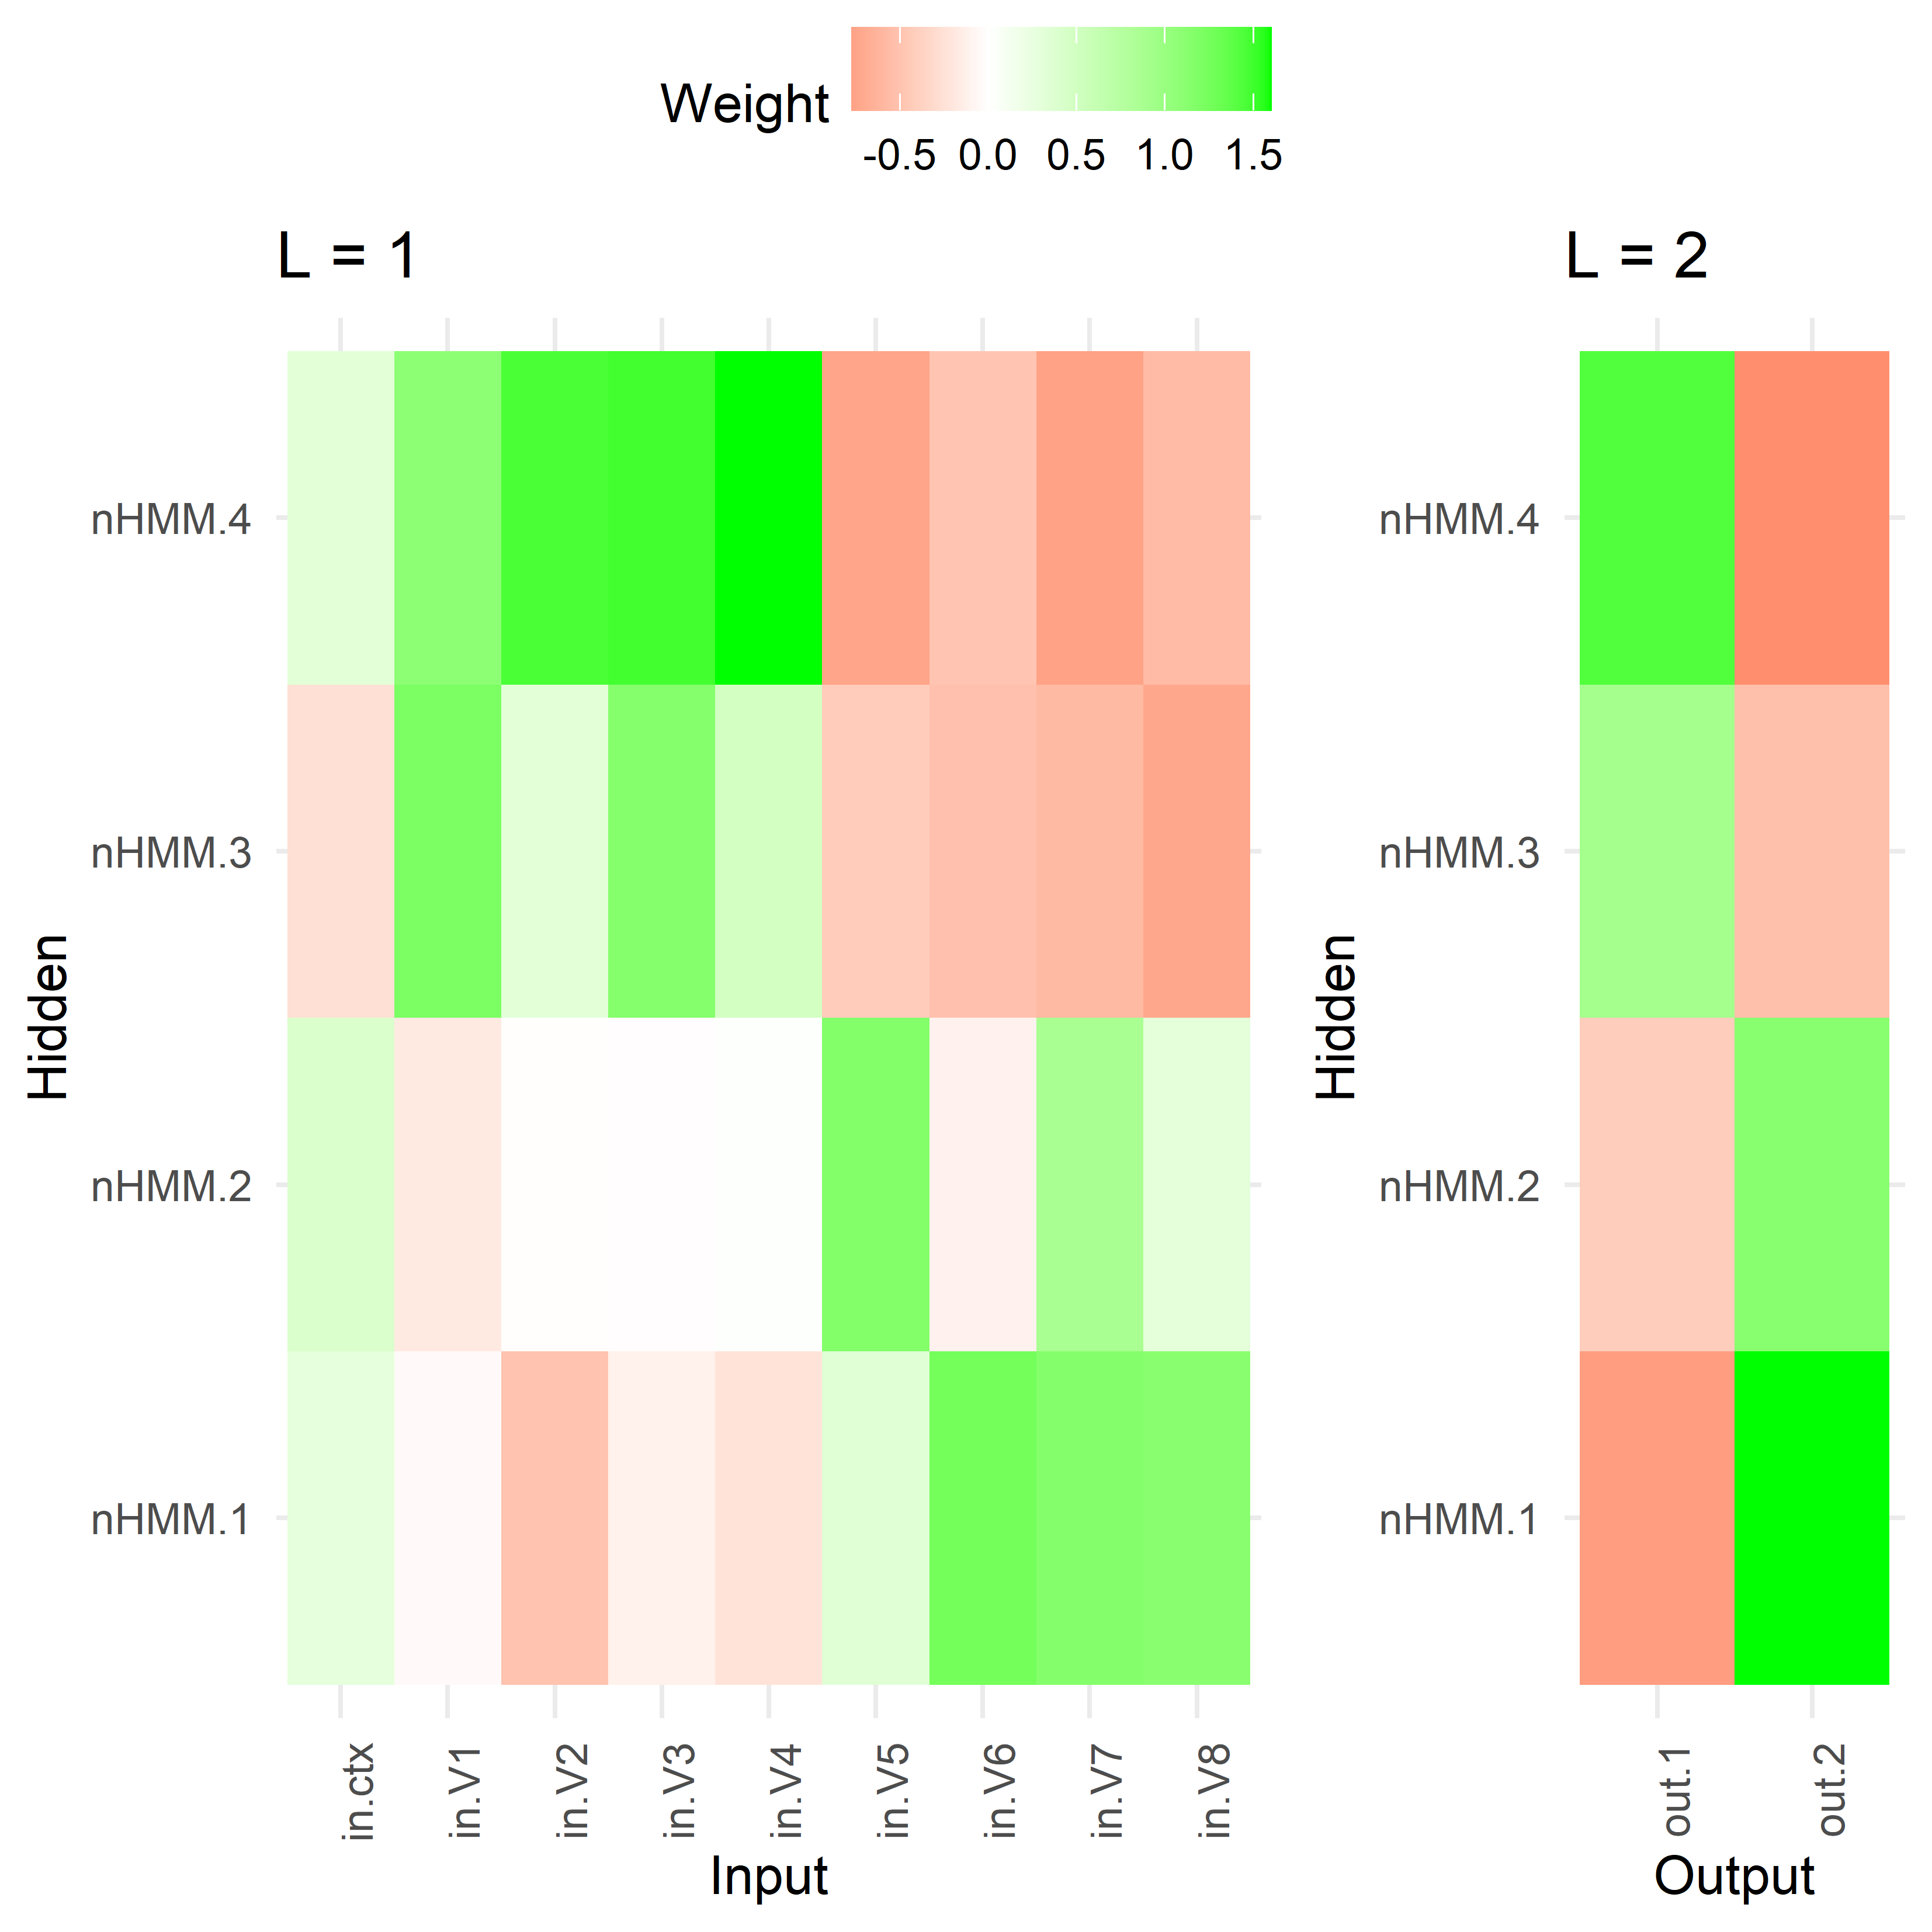 Weight
-0.5 0.0 0.5 1.0 1.5
L = 1
Hidden
nHMM.4
nHMM.3
nHMM.2
nHMM.1
in.ctx
in.V1
in.V2
in.V3
in.V4
in.V5
in.V6
in.V7
in.V8
Input
L = 2
Hidden
nHMM.4
nHMM.3
nHMM.2
nHMM.1
out.1
out.2
Output